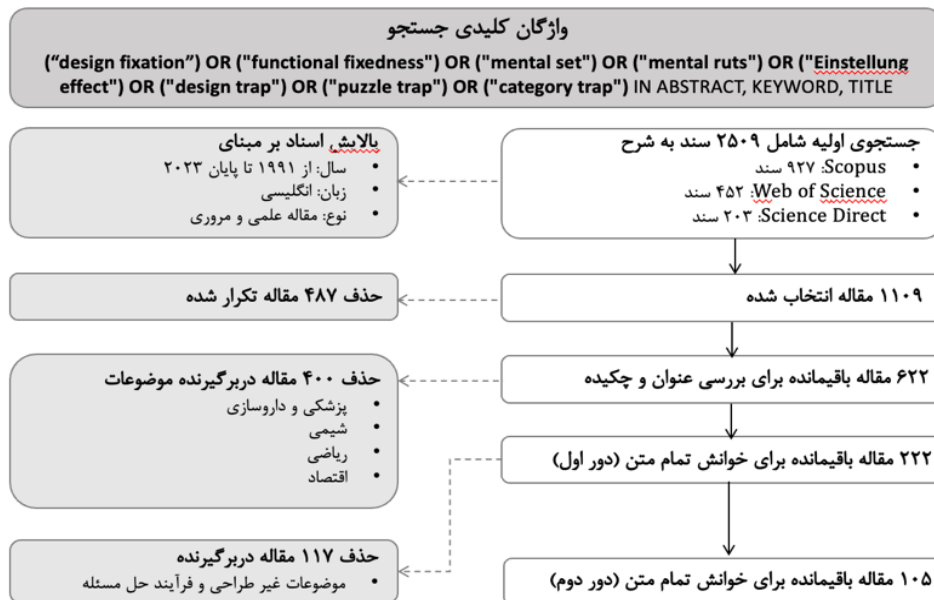 واژگان کلیدی جستجو
(“design fixation”) OR ("functional fixedness") OR ("mental set") OR ("mental ruts") OR ("Einstellung
effect") OR ("design trap") OR ("puzzle trap") OR ("category trap") IN ABSTRACT, KEYWORD, TITLE
جستجوی اولیه شامل ۲۵۰۹ سند به شرح
• Scopus: ۹۲۷ سند
• Web of Science: ۴۵۲ سند
• Science Direct: ۲۰۳ سند
پالایش اسناد بر مبنای
• سال: از ۱۹۹۱ تا پایان ۲۰۲۳
• زبان: انگلیسی
• نوع: مقاله علمی و مروری
۱۱۰۹ مقاله انتخاب شده
حذف ۴۸۷ مقاله تکرار شده
۶۲۲ مقاله باقیمانده برای بررسی عنوان و چکیده
حذف ۴۰۰ مقاله دربرگیرنده موضوعات
• پزشکی و داروسازی
• شیمی
• ریاضی
• اقتصاد
۲۲۲ مقاله باقیمانده برای خوانش تمام متن (دور اول)
حذف ۱۱۷ مقاله دربرگیرنده
• موضوعات غیر طراحی و فرآیند حل مسئله
۱۰۵ مقاله باقیمانده برای خوانش تمام متن (دور دوم)